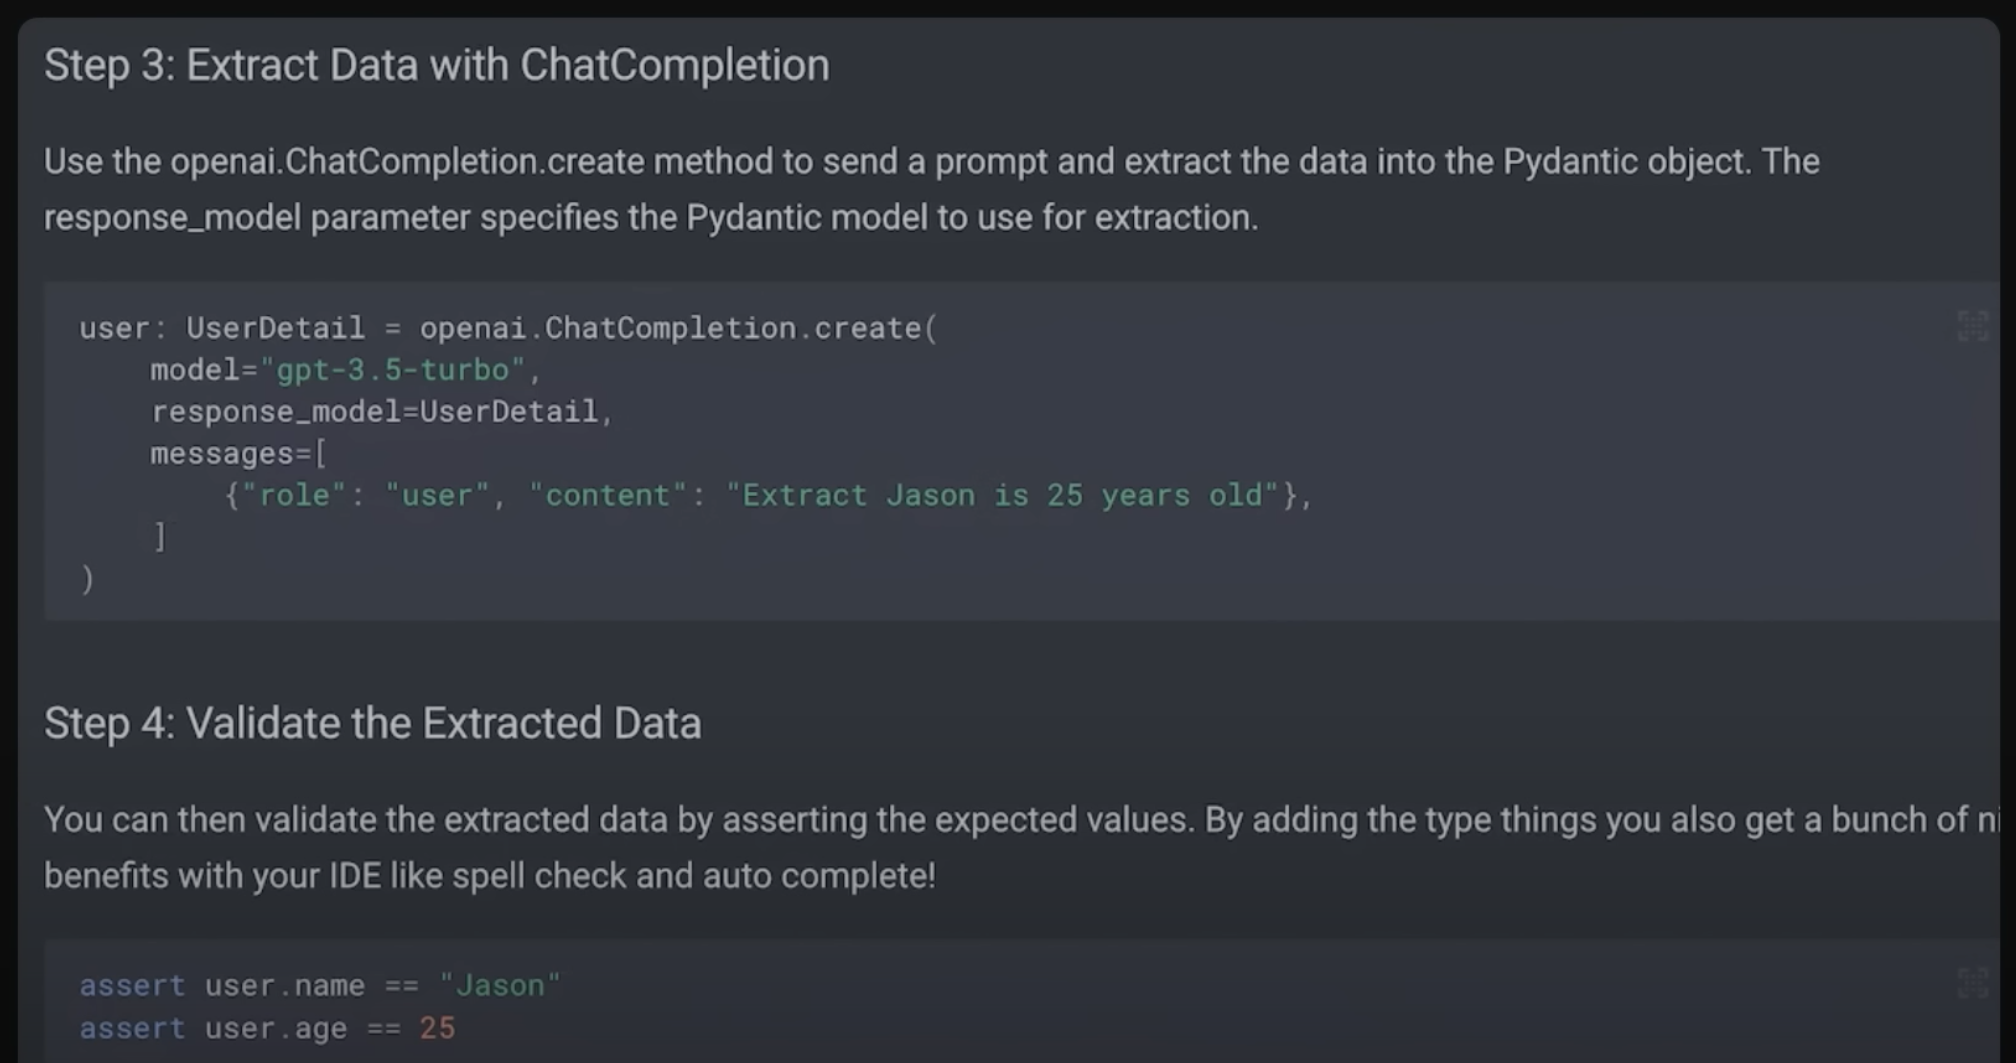 Step 3: Extract Data with ChatCompletion
Use the openai.ChatCompletion.create method to send a prompt and extract the data into the Pydantic object. The
response_model parameter specifies the Pydantic model to use for extraction.
user: UserDetail = openai.ChatCompletion.create(
    model="gpt-3.5-turbo",
    response_model=UserDetail,
    messages=[
        {"role": "user", "content": "Extract Jason is 25 years old"},
    ]
)
Step 4: Validate the Extracted Data
You can then validate the extracted data by asserting the expected values. By adding the type things you also get a bunch of
benefits with your IDE like spell check and auto complete!
assert user.name == "Jason"
assert user.age == 25